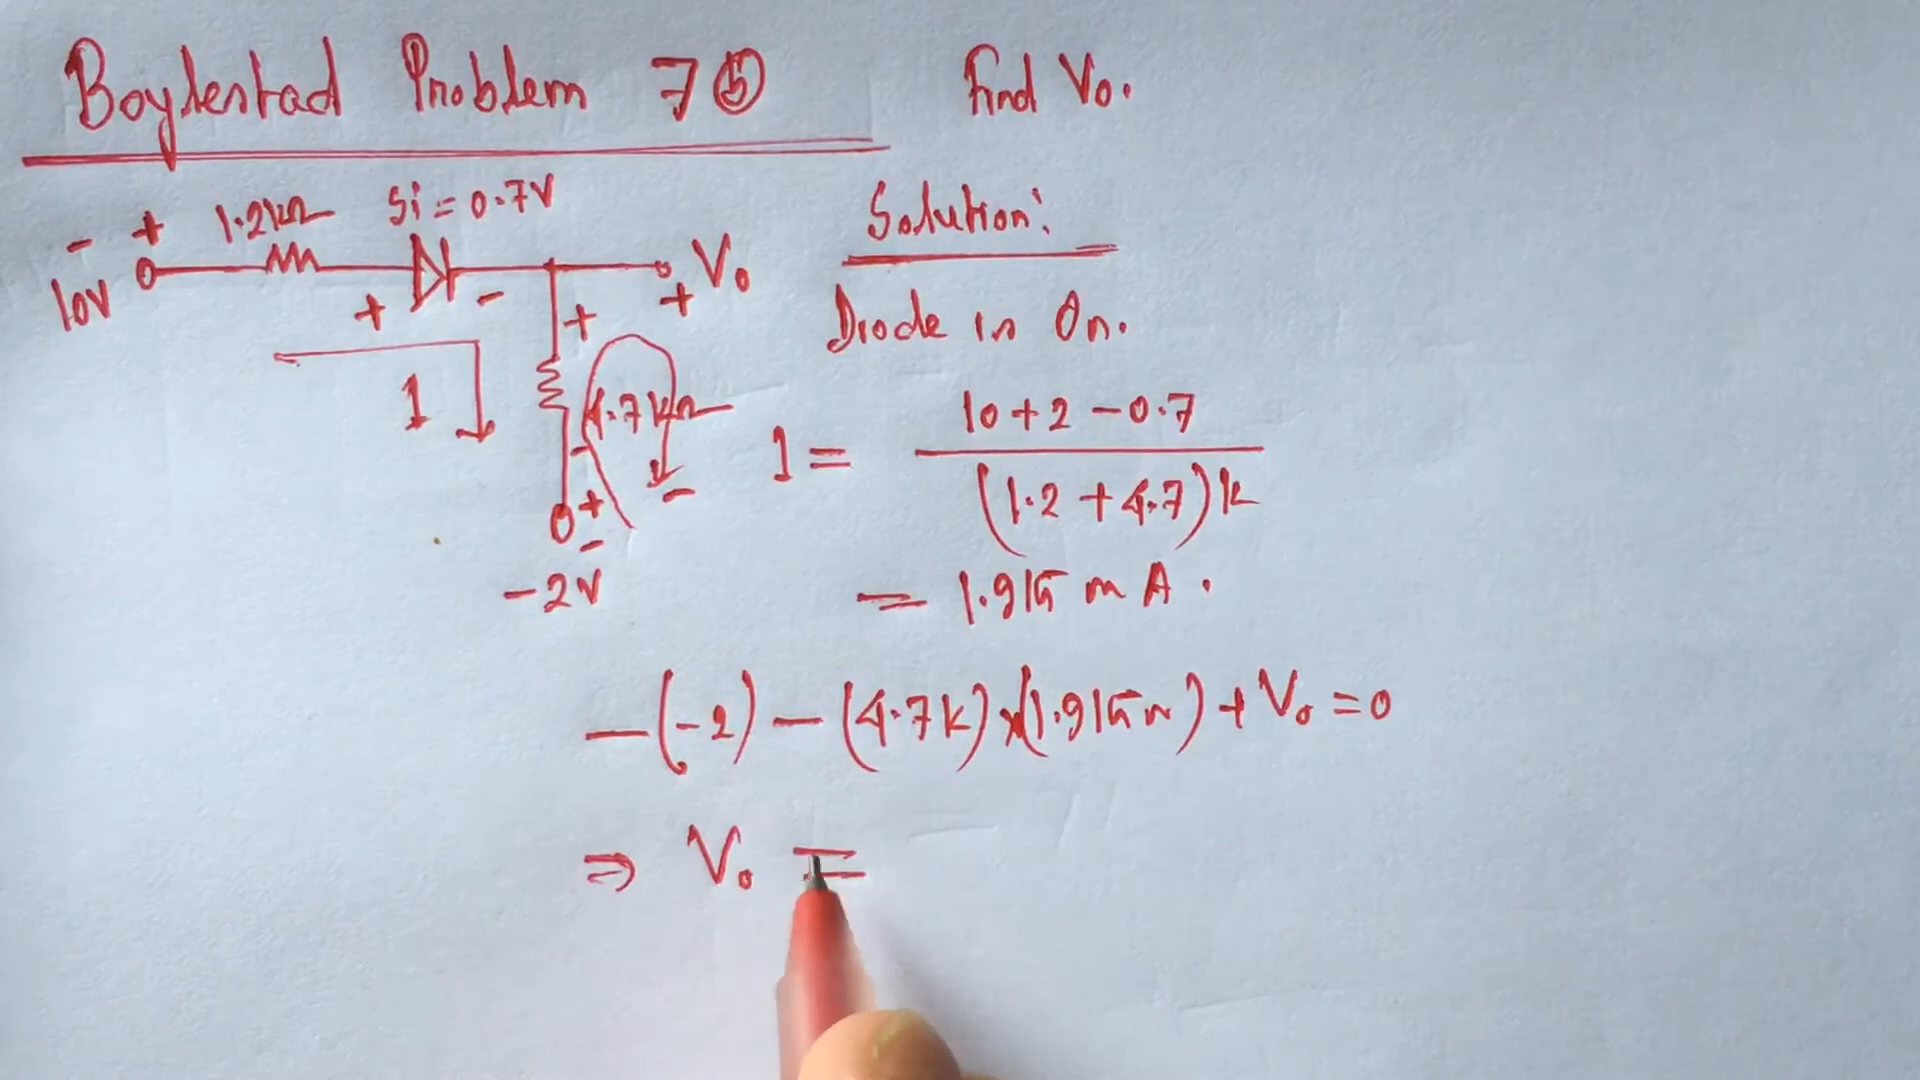 Boylestad Problem 7 ⓑ
Find Vo.
- + 1.2kΩ Si = 0.7V
10V
+ - + Vo
+
I
4.7kΩ
-
+
-
-
-2V
Solution:
Diode is On.
I = 10+2-0.7 / (1.2+4.7)k
= 1.915 mA.
-(-2) - (4.7k)×(1.915m) + Vo = 0
⇒ Vo =